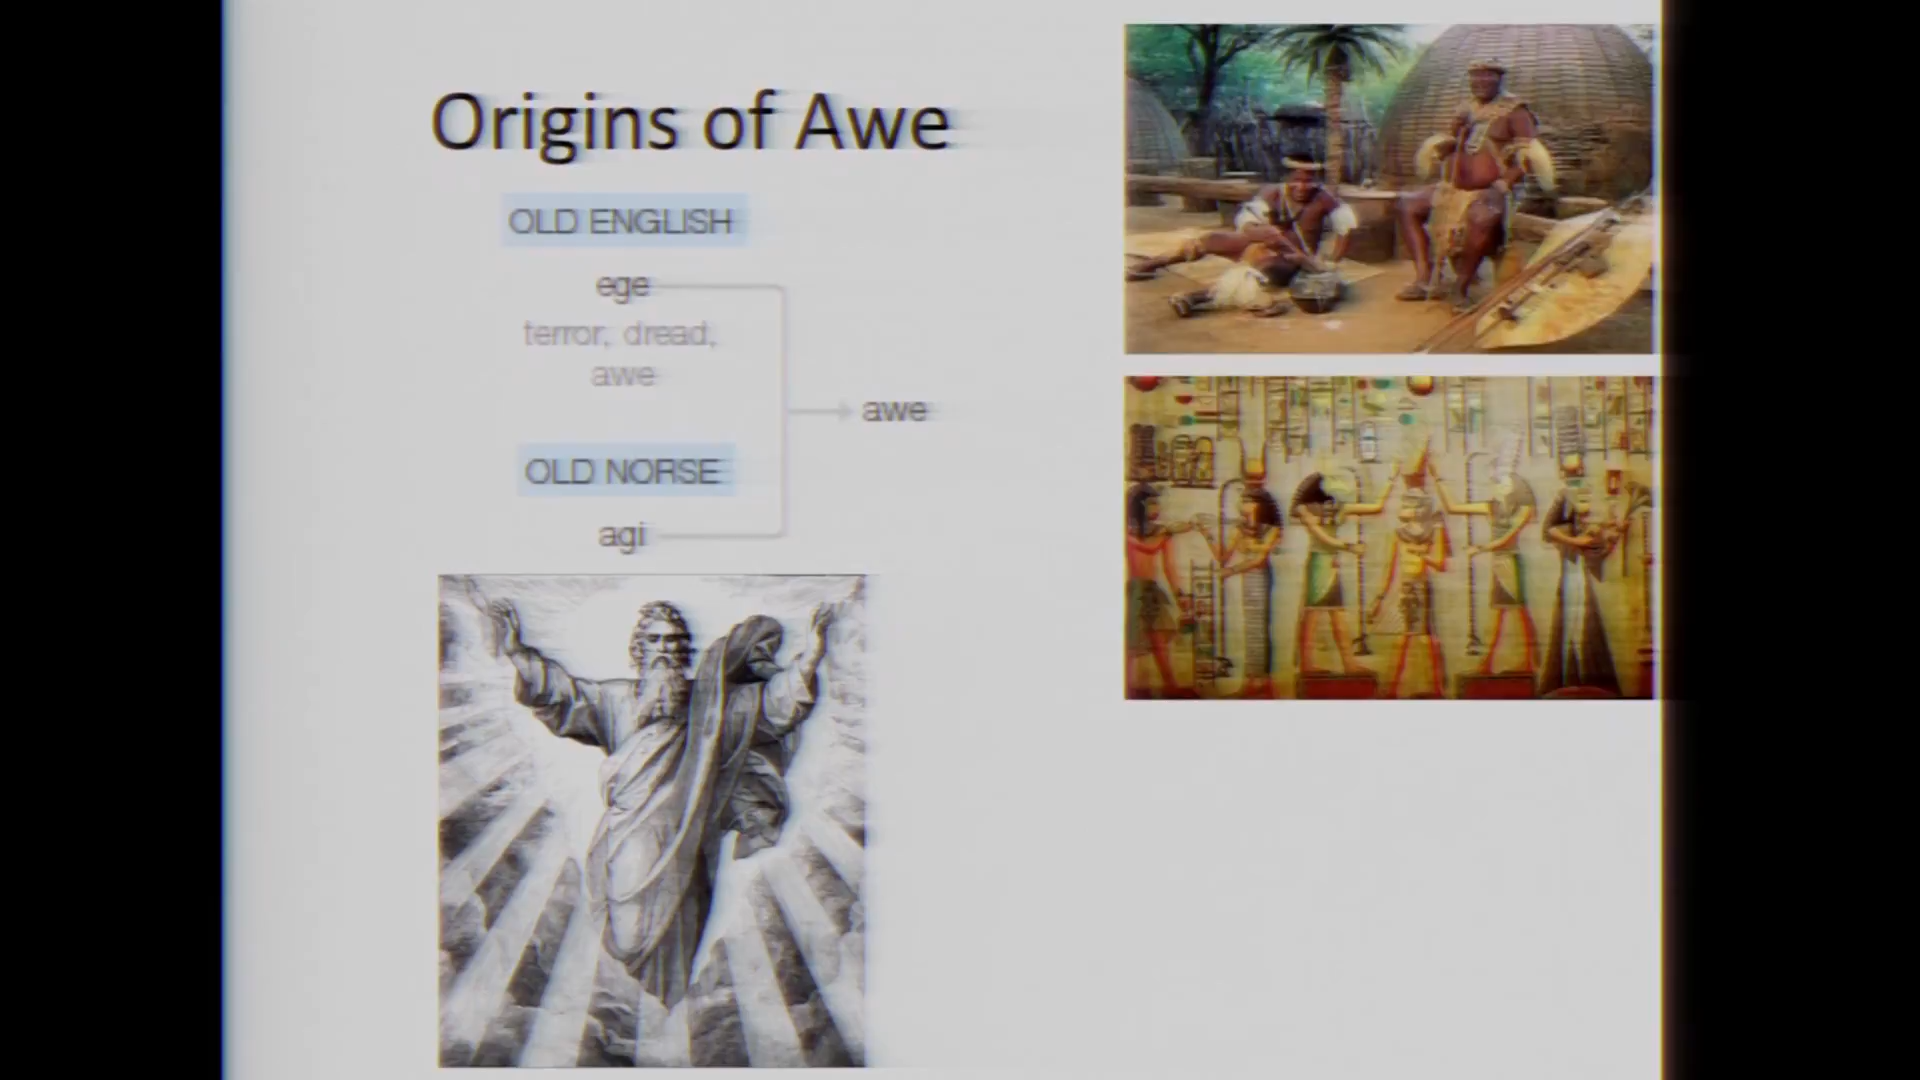 Origins of Awe
OLD ENGLISH
ege
terror, dread,
awe
awe
OLD NORSE
agi